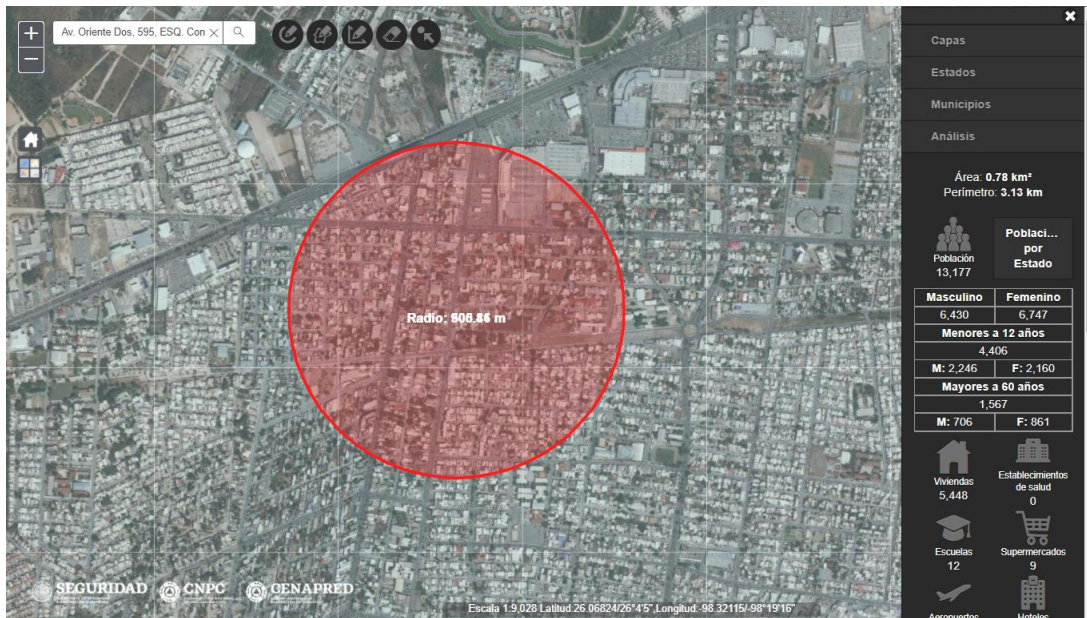 Av. Oriente Dos, 595, ESQ. Con
Capas
Estados
Municipios
Análisis
Área: 0.78 km²
Perímetro: 3.13 km
Población
13,177
Poblaci...
por
Estado
Masculino Femenino
6,430 6,747
Menores a 12 años
4,406
M: 2,246 F: 2,160
Mayores a 60 años
1,567
M: 706 F: 861
Viviendas
5,448
Establecimientos
de salud
0
Escuelas
12
Supermercados
9
Aeropuertos Hoteles
Radio: m
SEGURIDAD CNPC CENAPRED
Escala 1:9,028 Latitud:26.06824/26°4'5",Longitud:-98.32115/-98°19'16"